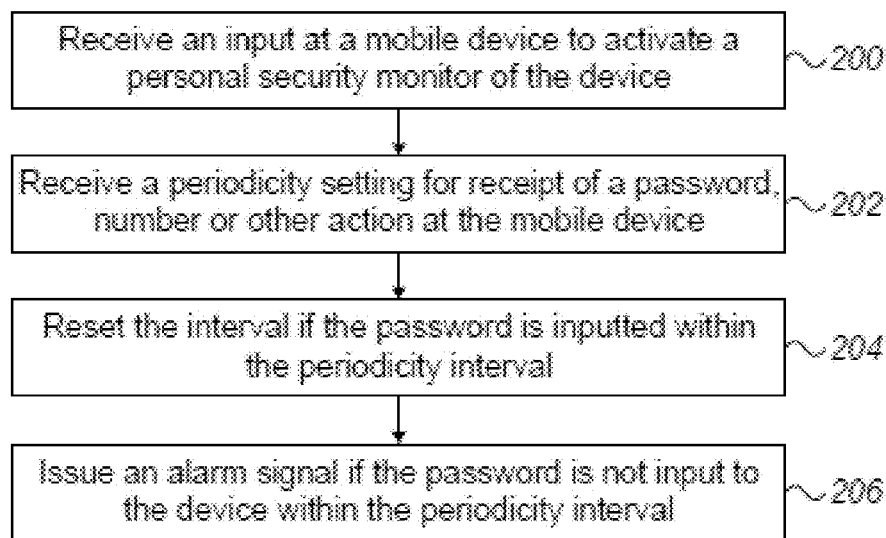 Receive an input at a mobile device to activate a
personal security monitor of the device
200
Receive a periodicity setting for receipt of a password,
number or other action at the mobile device
202
Reset the interval if the password is inputted within
the periodicity interval
204
Issue an alarm signal if the password is not input to
the device within the periodicity interval
206